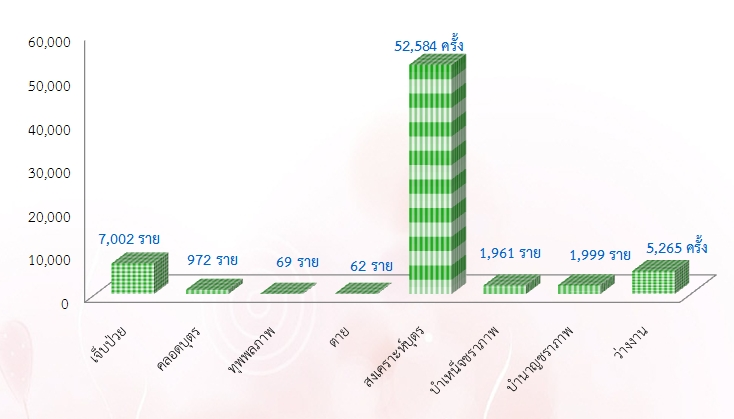 60,000
50,000
40,000
30,000
20,000
10,000
0
7,002 ราย
972 ราย
69 ราย
62 ราย
52,584 ครั้ง
1,961 ราย
1,999 ราย
5,265 ครั้ง
เจ็บป่วย
คลอดบุตร
ทุพพลภาพ
ตาย
สงเคราะห์บุตร
บำเหน็จชราภาพ
บำนาญชราภาพ
ว่างงาน